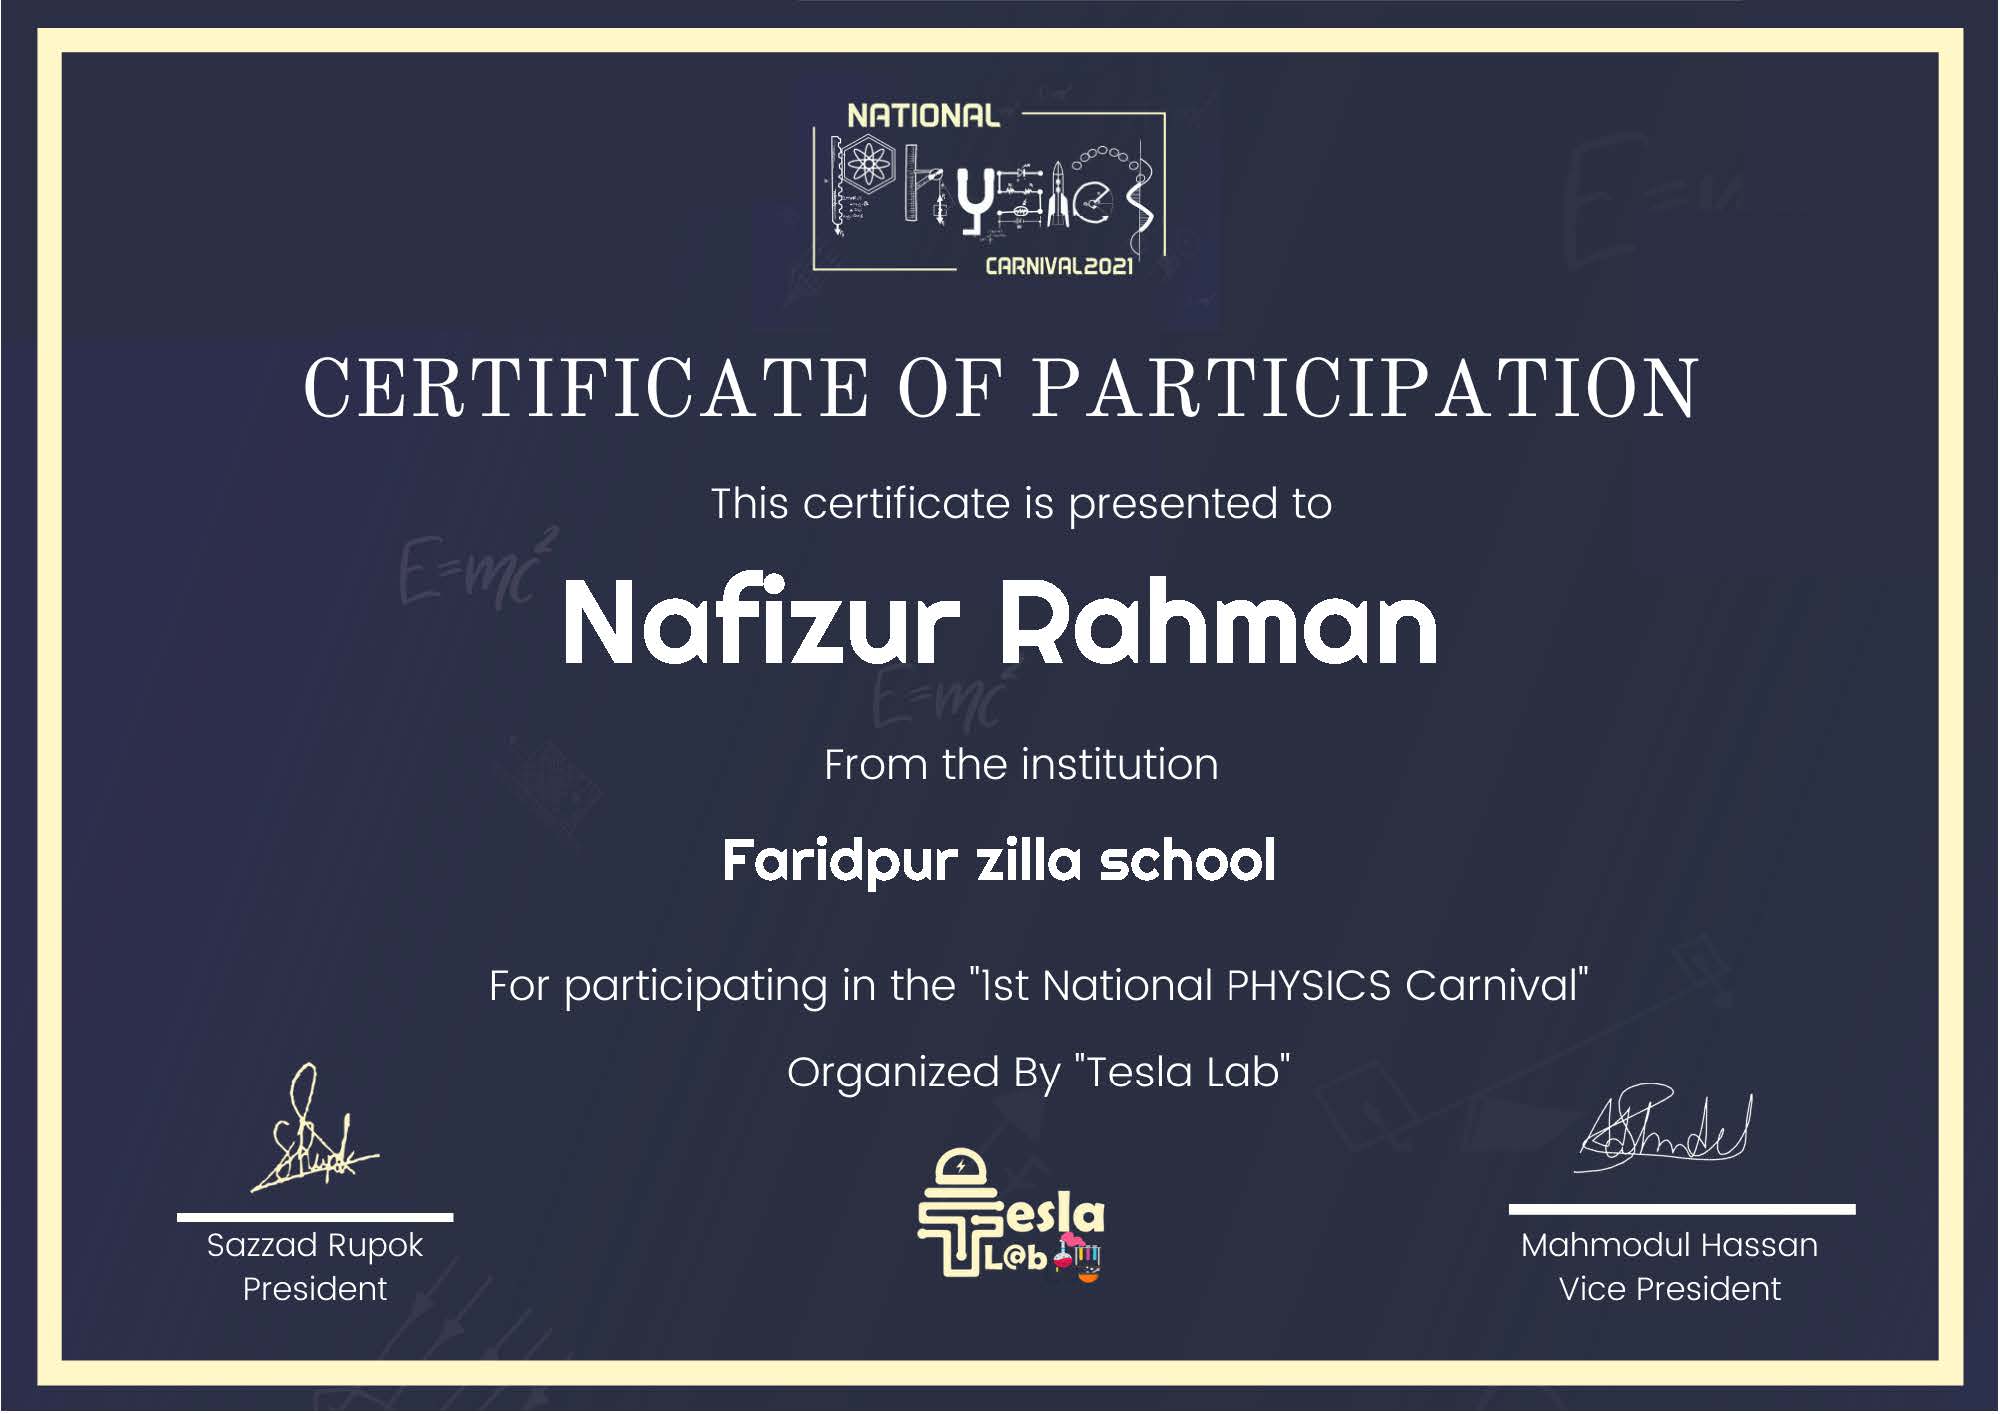 NATIONAL
Physics
CARNIVAL2021
CERTIFICATE OF PARTICIPATION
This certificate is presented to
E=mc²
Nafizur Rahman
E=mc²
From the institution
Faridpur zilla school
For participating in the "1st National PHYSICS Carnival"
Organized By "Tesla Lab"
Tesla
L@b
Sazzad Rupok
President
Mahmodul Hassan
Vice President